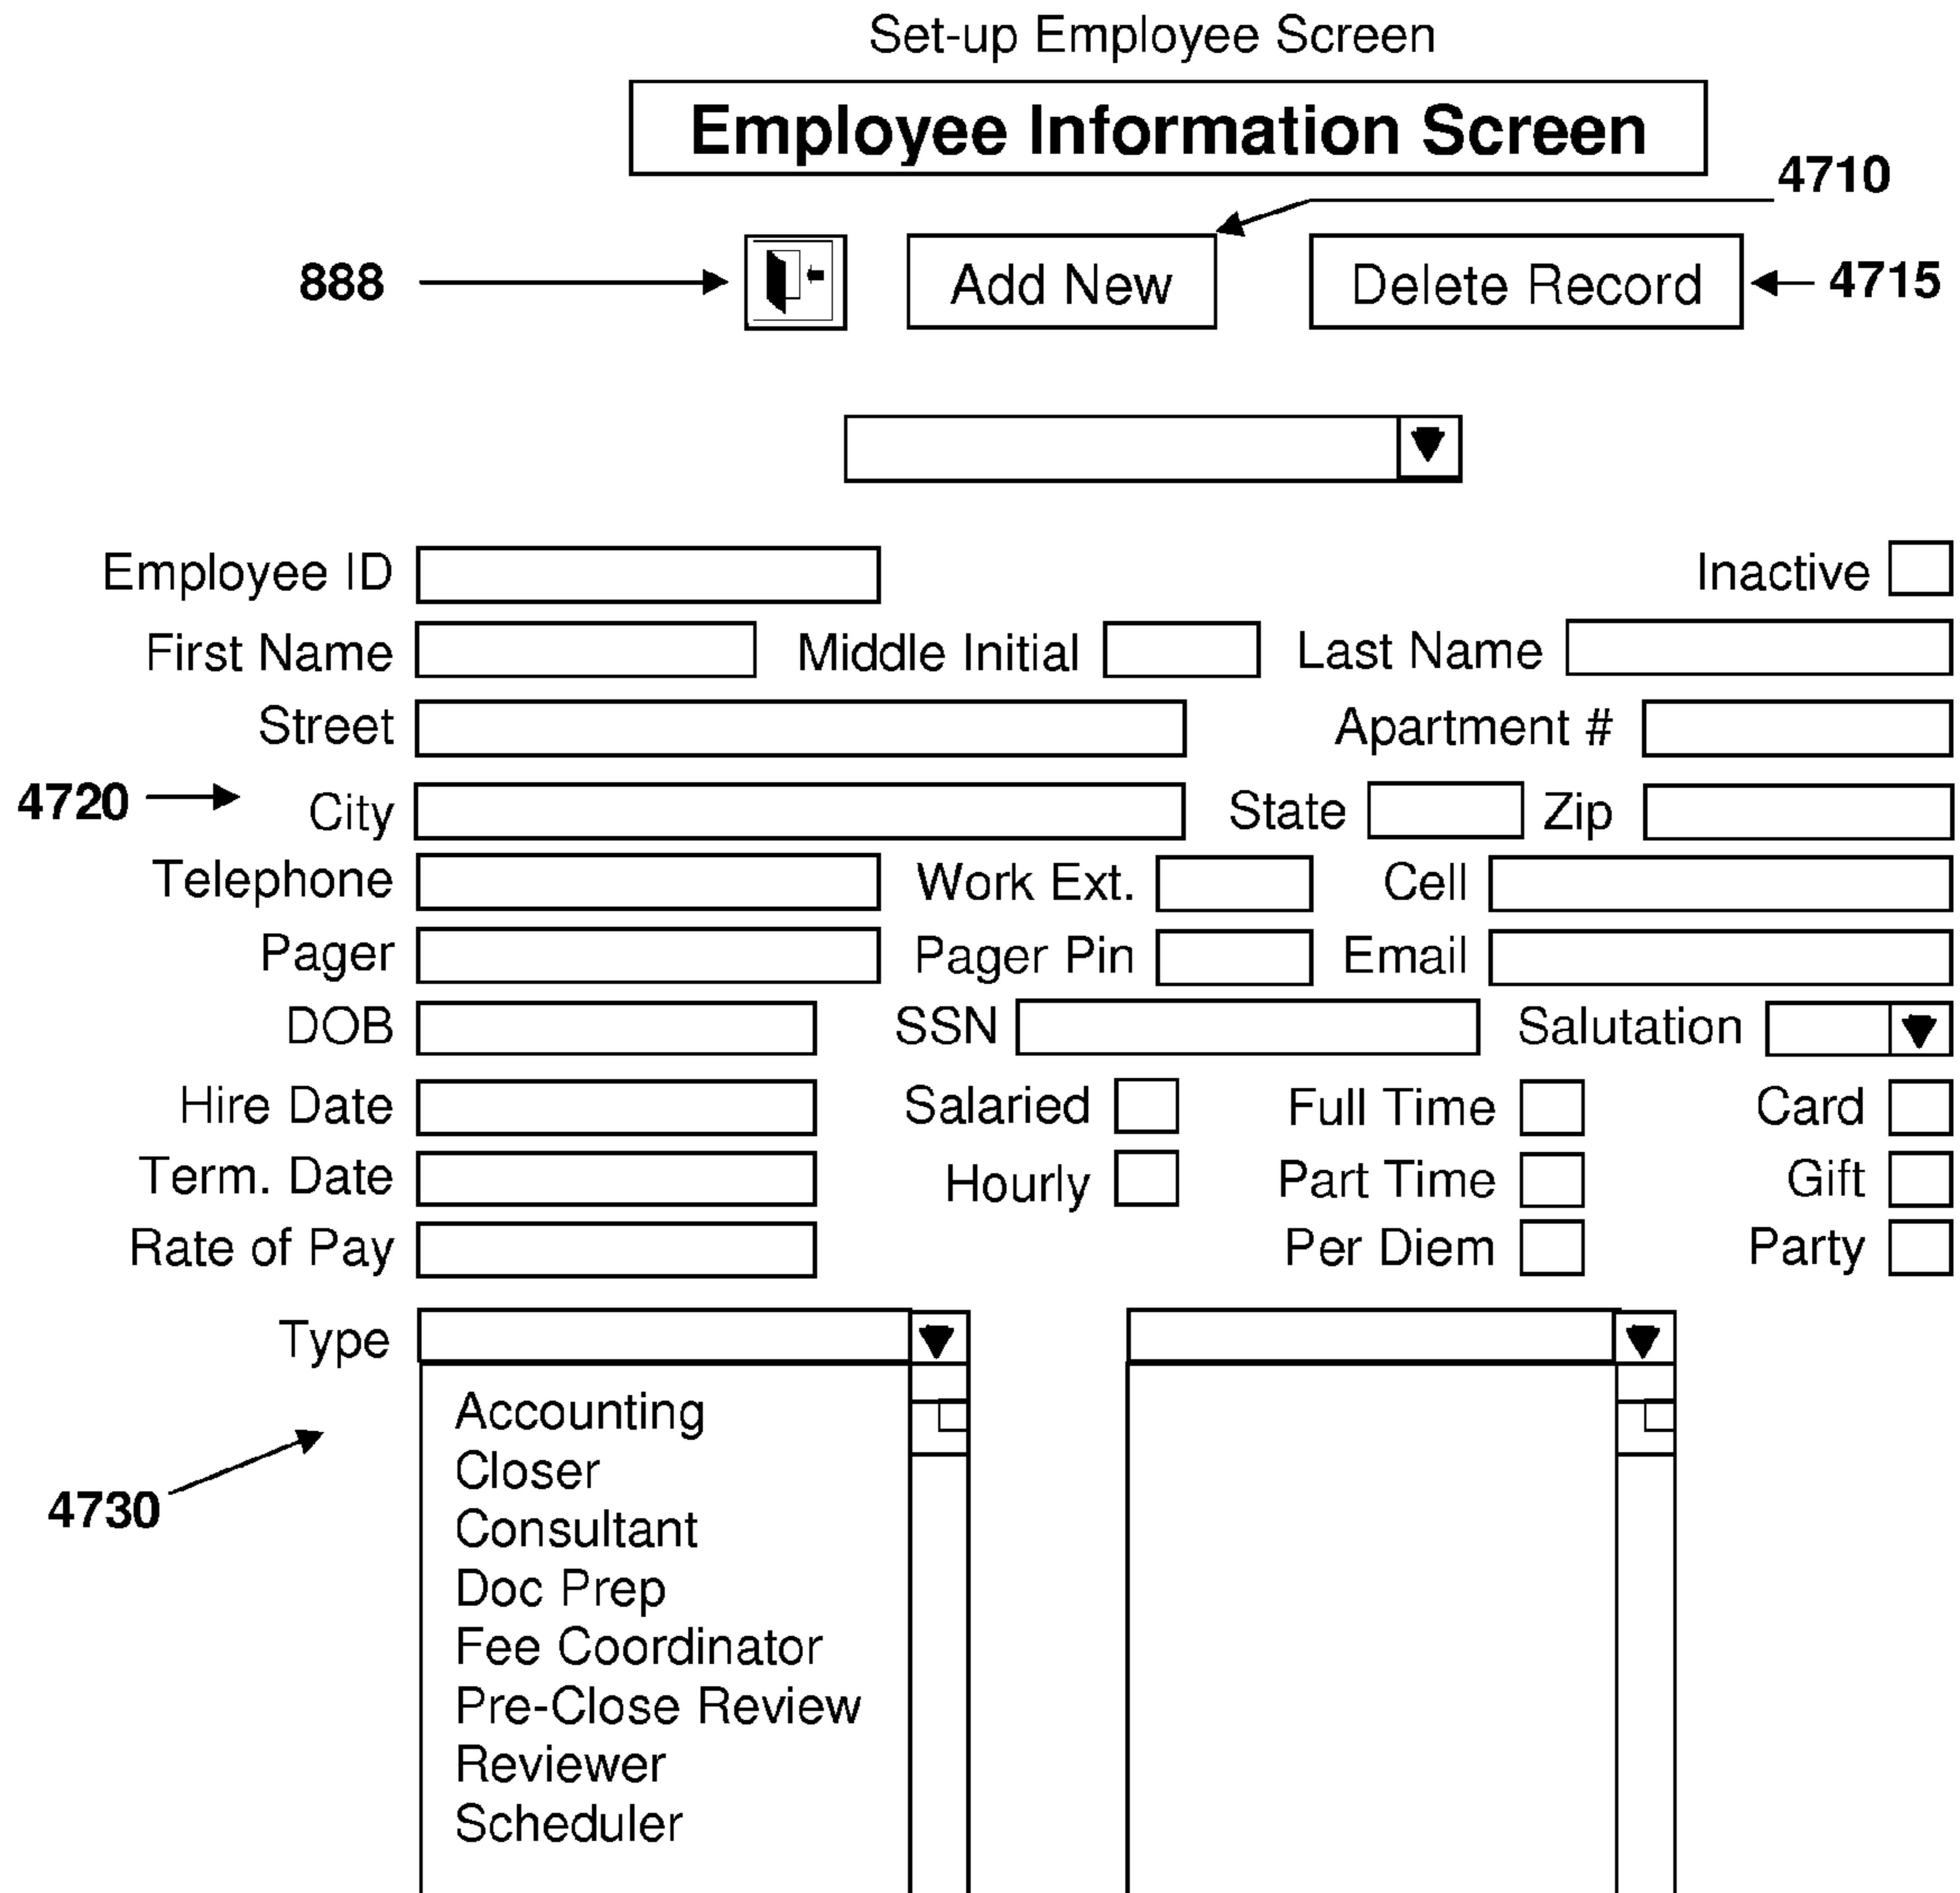 Set-up Employee Screen
Employee Information Screen
4710
888 Add New Delete Record 4715
Employee ID Inactive
First Name Middle Initial Last Name
Street Apartment #
4720 City State Zip
Telephone Work Ext. Cell
Pager Pager Pin Email
DOB SSN Salutation
Hire Date Salaried Full Time Card
Term. Date Hourly Part Time Gift
Rate of Pay Per Diem Party
Type
Accounting
Closer
4730 Consultant
Doc Prep
Fee Coordinator
Pre-Close Review
Reviewer
Scheduler